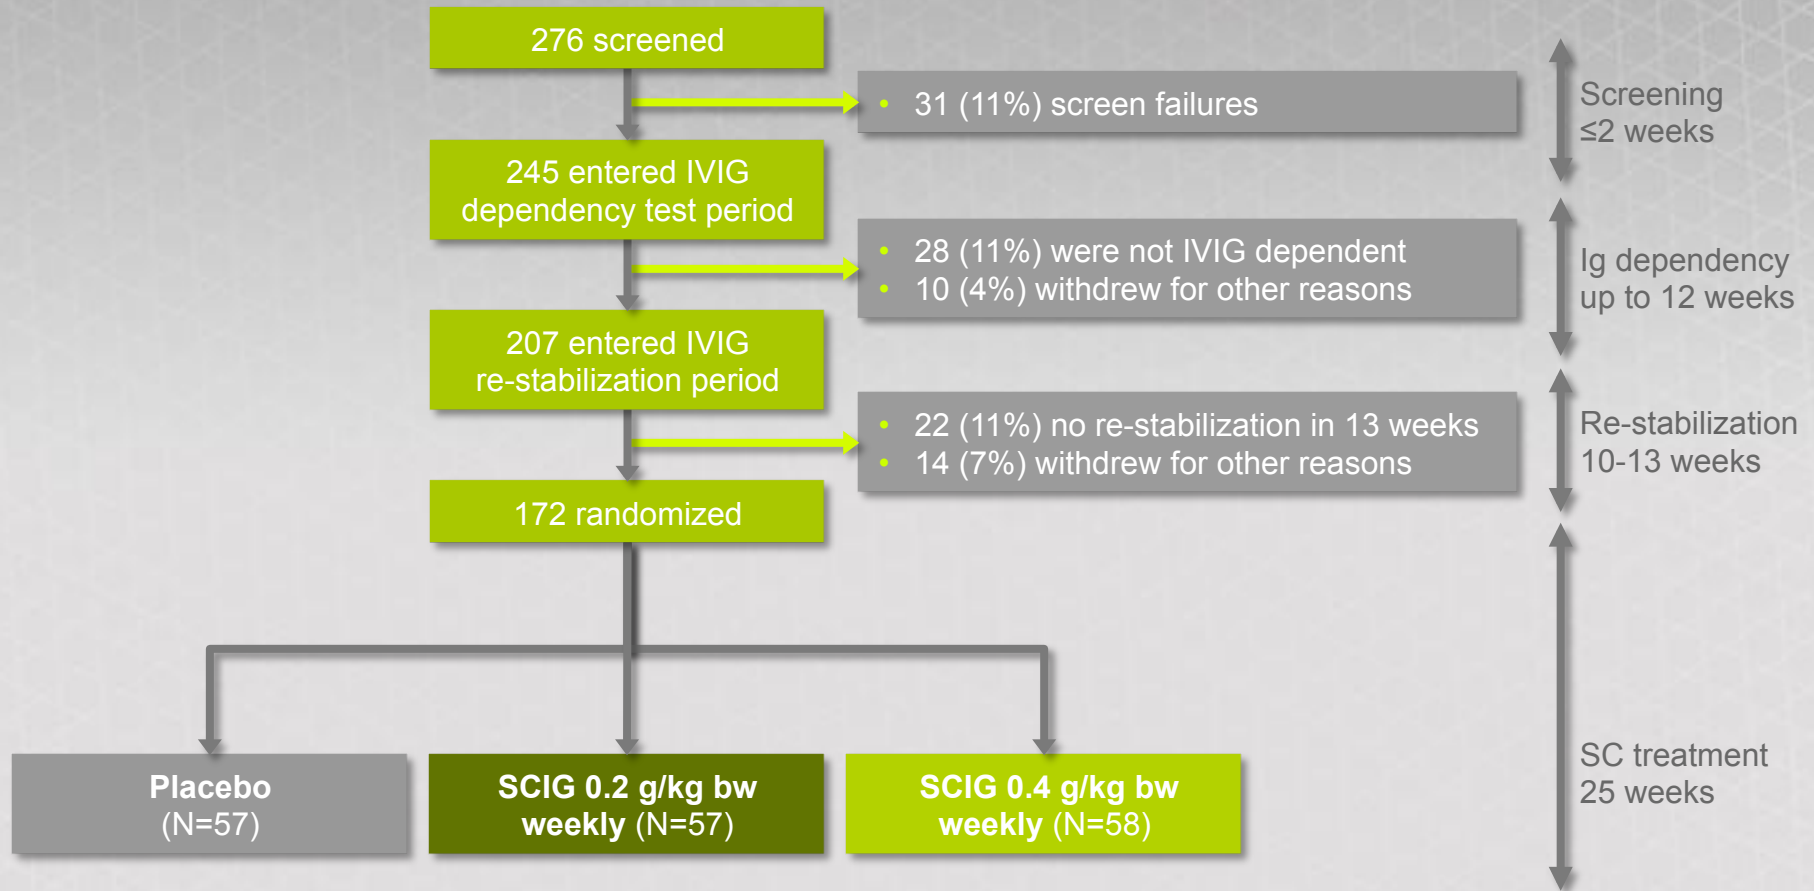 276 screened
• 31 (11%) screen failures
Screening
≤2 weeks
245 entered IVIG
dependency test period
• 28 (11%) were not IVIG dependent
• 10 (4%) withdrew for other reasons
Ig dependency
up to 12 weeks
207 entered IVIG
re-stabilization period
• 22 (11%) no re-stabilization in 13 weeks
• 14 (7%) withdrew for other reasons
Re-stabilization
10-13 weeks
172 randomized
Placebo
(N=57)
SCIG 0.2 g/kg bw
weekly (N=57)
SCIG 0.4 g/kg bw
weekly (N=58)
SC treatment
25 weeks